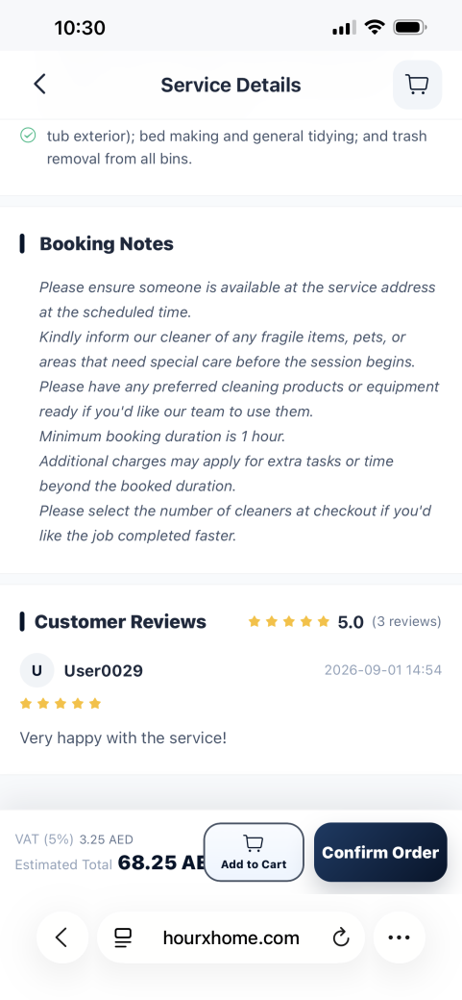 10:30
Service Details
tub exterior); bed making and general tidying; and trash
removal from all bins.
Booking Notes
Please ensure someone is available at the service address
at the scheduled time.
Kindly inform our cleaner of any fragile items, pets, or
areas that need special care before the session begins.
Please have any preferred cleaning products or equipment
ready if you'd like our team to use them.
Minimum booking duration is 1 hour.
Additional charges may apply for extra tasks or time
beyond the booked duration.
Please select the number of cleaners at checkout if you'd
like the job completed faster.
Customer Reviews 5.0 (3 reviews)
U User0029 2026-09-01 14:54
Very happy with the service!
VAT (5%) 3.25 AED
Estimated Total 68.25 AE
Add to Cart
Confirm Order
hourxhome.com